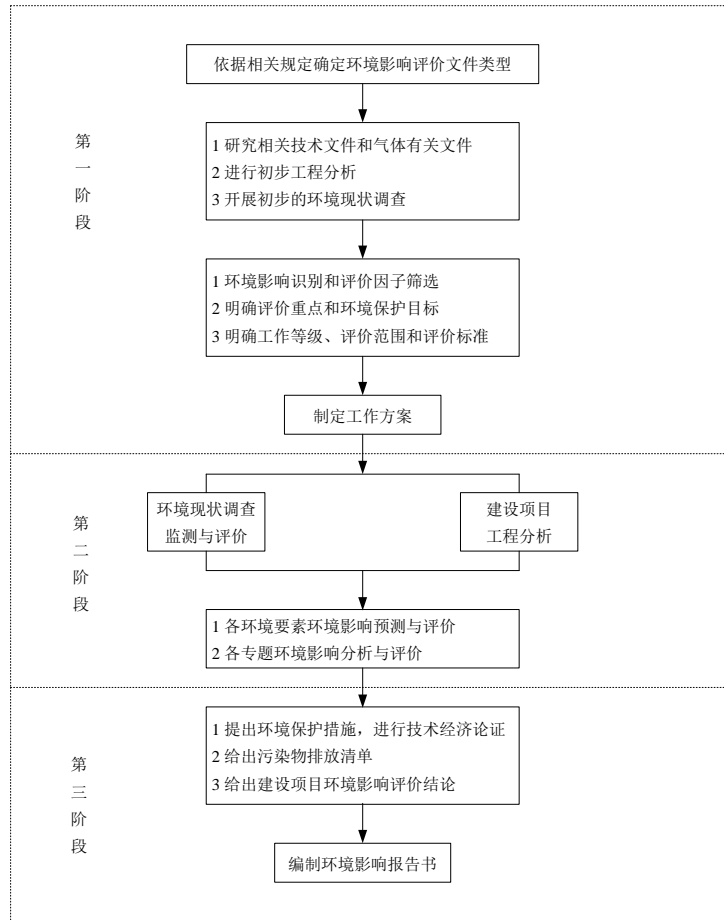 依据相关规定确定环境影响评价文件类型
第一阶段
1 研究相关技术文件和气体有关文件
2 进行初步工程分析
3 开展初步的环境现状调查
1 环境影响识别和评价因子筛选
2 明确评价重点和环境保护目标
3 明确工作等级、评价范围和评价标准
制定工作方案
第二阶段
环境现状调查
监测与评价
建设项目
工程分析
1 各环境要素环境影响预测与评价
2 各专题环境影响分析与评价
第三阶段
1 提出环境保护措施，进行技术经济论证
2 给出污染物排放清单
3 给出建设项目环境影响评价结论
编制环境影响报告书